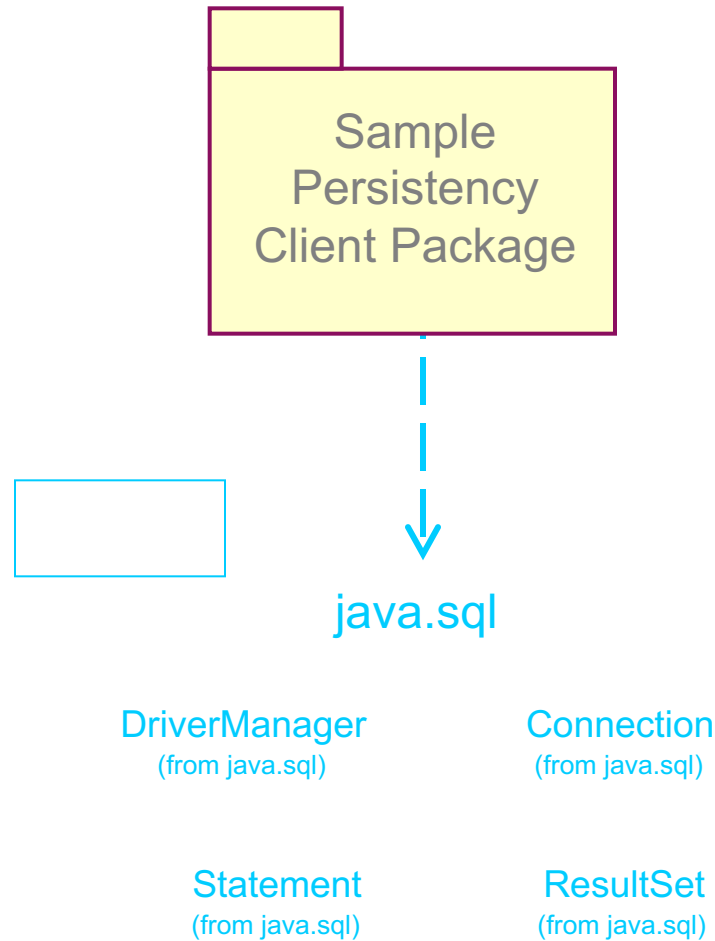 Sample
Persistency
Client Package
java.sql
DriverManager
(from java.sql)
Connection
(from java.sql)
Statement
(from java.sql)
ResultSet
(from java.sql)